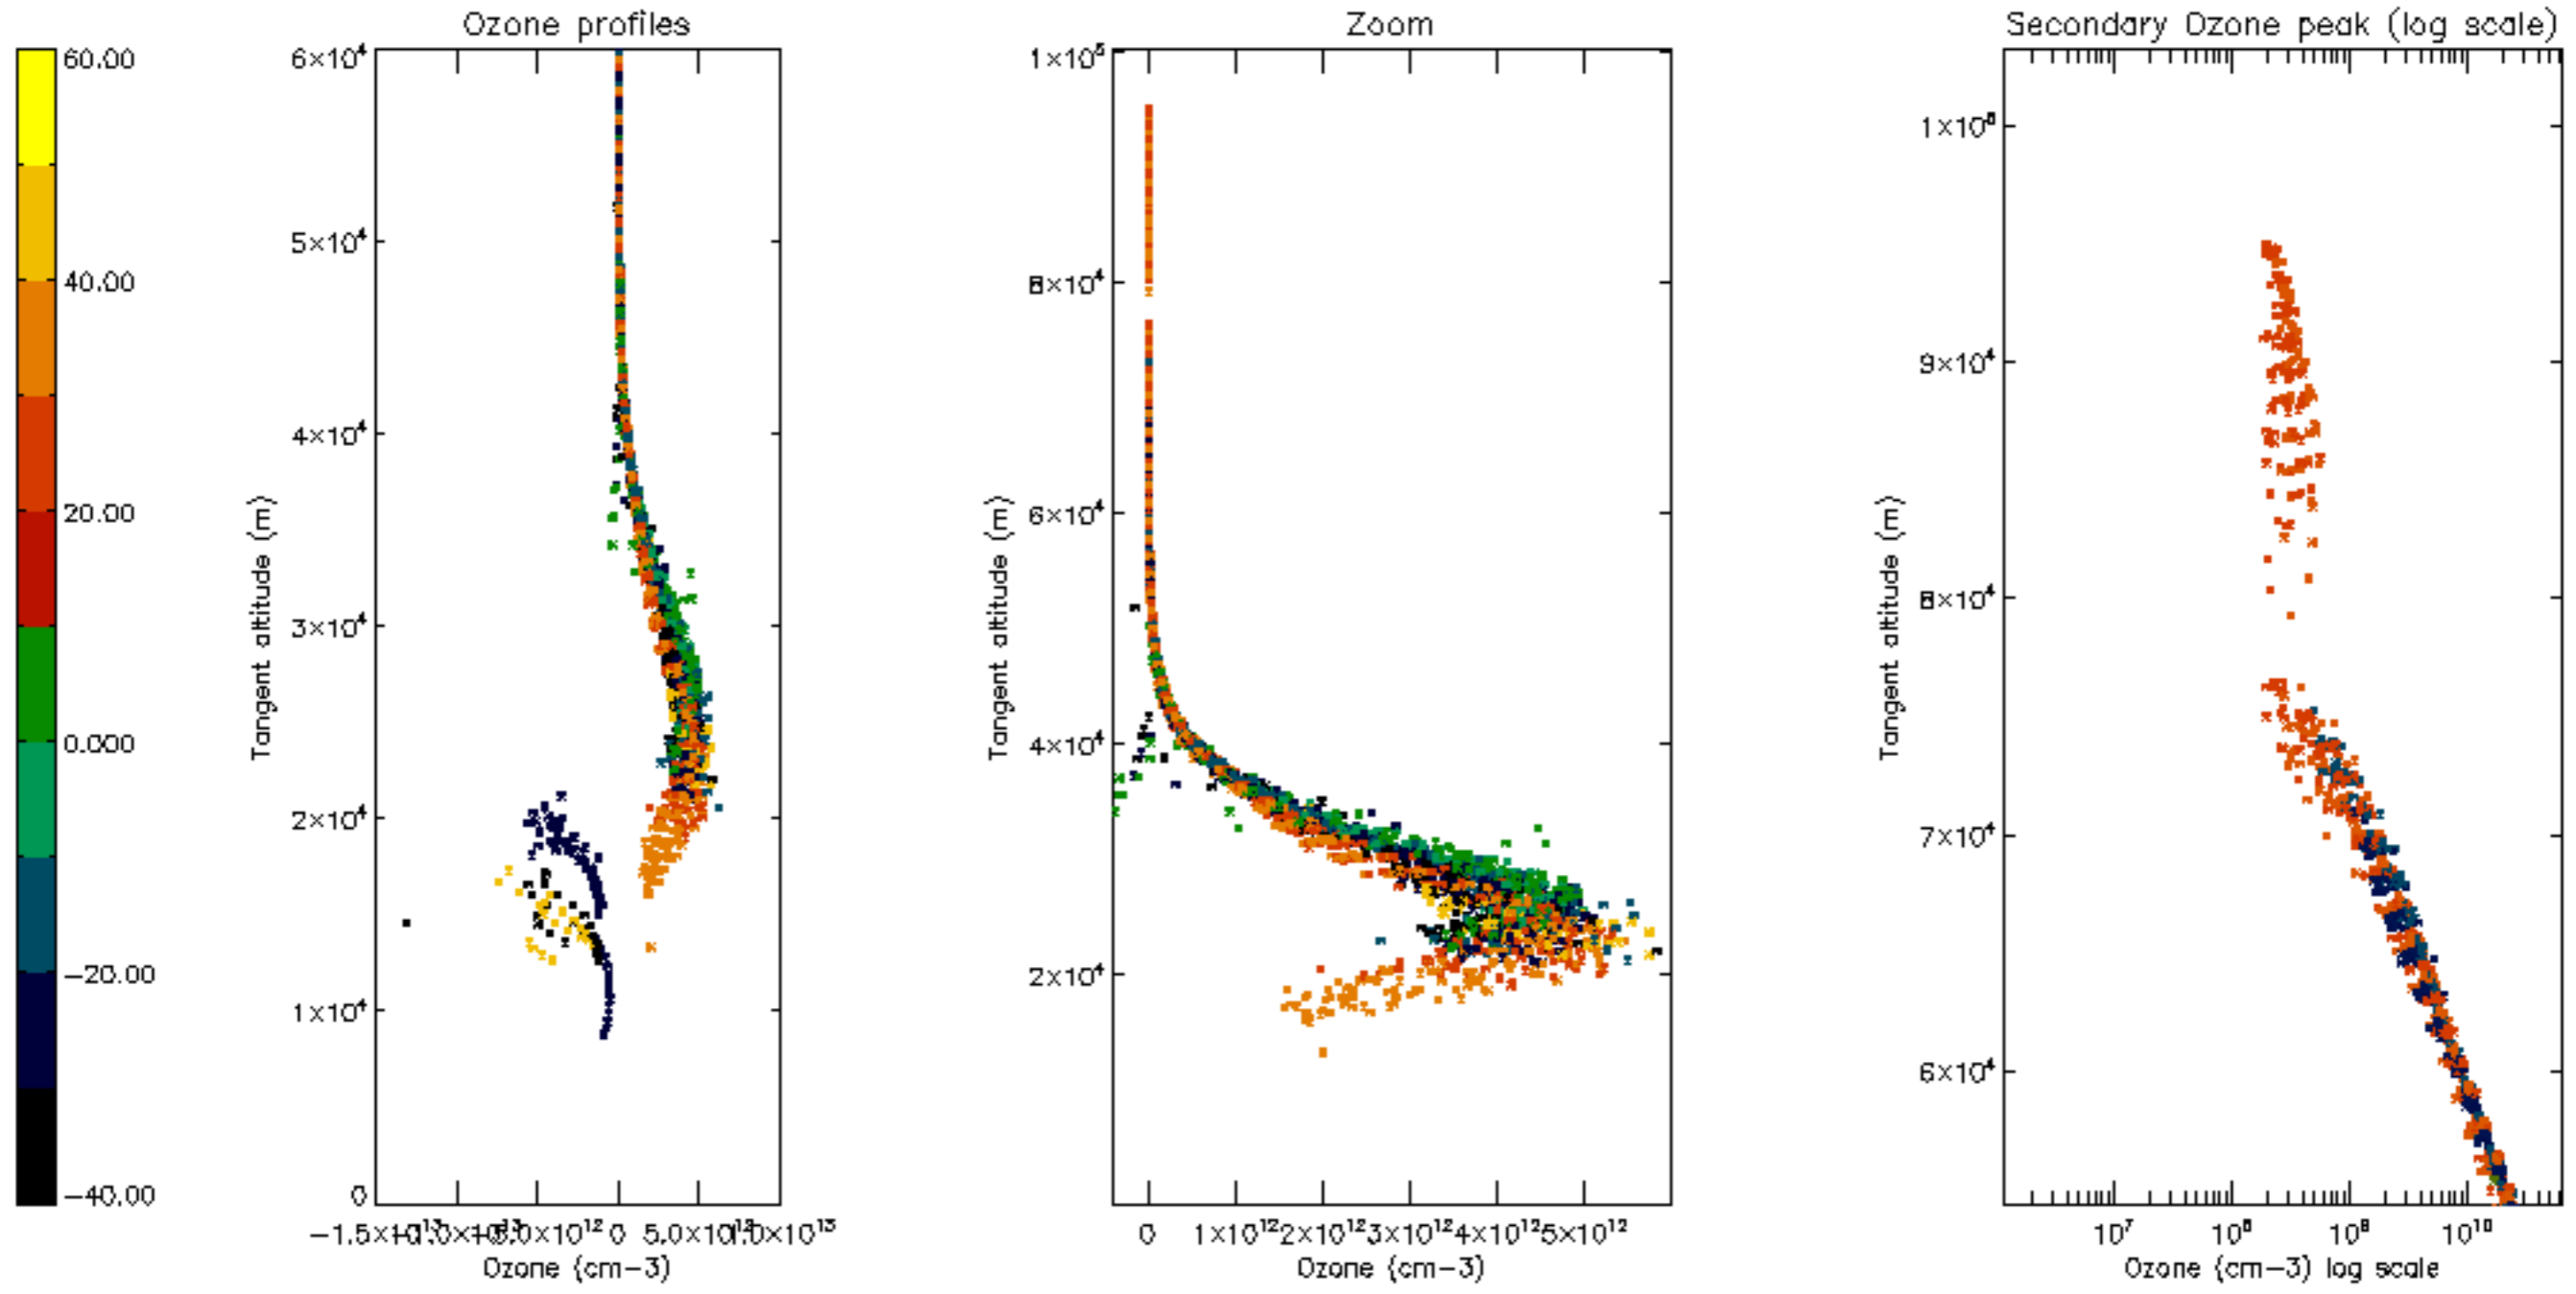 Ozone profiles
Zoom
Secondary Ozone peak (log scale)
60.00
40.00
20.00
0.000
−20.00
−40.00
Tangent altitude (m)
6×10⁴
5×10⁴
4×10⁴
3×10⁴
2×10⁴
1×10⁴
0
0
5.0×10¹²
Ozone (cm−3)
Tangent altitude (m)
1×10⁵
8×10⁴
6×10⁴
4×10⁴
2×10⁴
0 1×10¹² 2×10¹² 3×10¹² 4×10¹² 5×10¹²
Ozone (cm−3)
Tangent altitude (m)
1×10⁵
9×10⁴
8×10⁴
7×10⁴
6×10⁴
10⁷ 10⁸ 10⁹ 10¹⁰
Ozone (cm−3) log scale